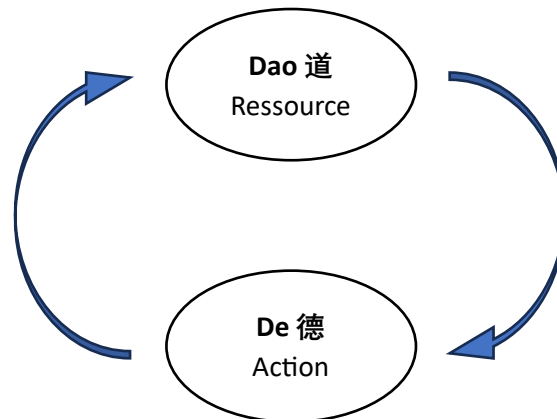 Dao 道
Ressource
De 德
Action